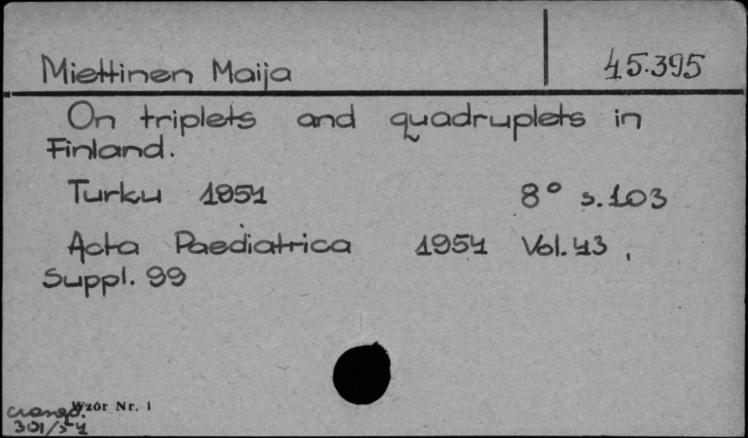 Miettinen Maija 45.395
On triplets and quadruplets in
Finland.
Turku 1954 8° s.103
Acta Paediatrica 1954 Vol. 43,
Suppl. 99
Wzór Nr. 1
301/54